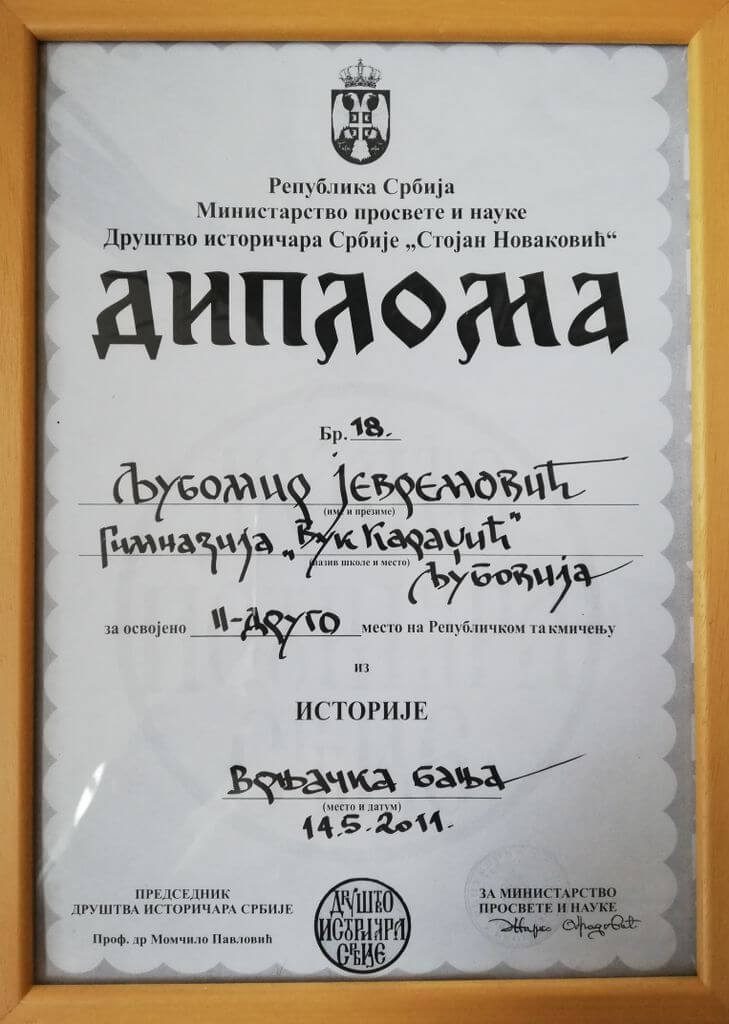 Република Србија
Министарство просвете и науке
Друштво историчара Србије „Стојан Новаковић“
ДИПЛОМА
Бр. 18.
Љубомир Јевремовић
(име и презиме)
Гимназија „Вук Караџић“
(назив школе и место)
Љубовија
за освојено II-друго место на Републичком такмичењу
из
ИСТОРИЈЕ
Врњачка бања
(место и датум)
14.5.2011.
ПРЕДСЕДНИК
ДРУШТВА ИСТОРИЧАРА СРБИЈЕ
Проф. др Момчило Павловић
ДРУШТВО
ИСТОРИЧАРА
СРБИЈЕ
ЗА МИНИСТАРСТВО
ПРОСВЕТЕ И НАУКЕ